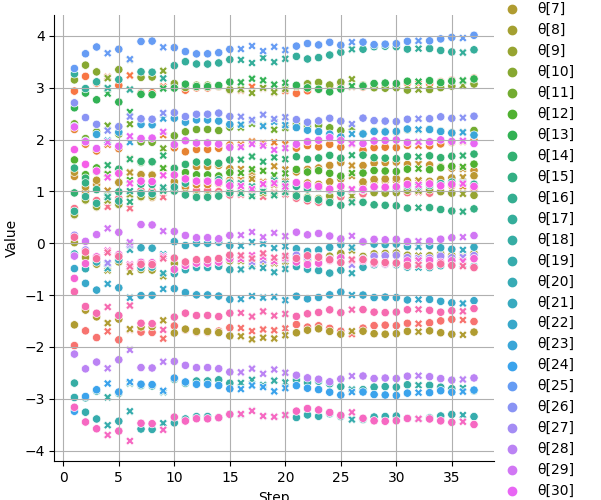 4
3
2
1
0
−1
−2
−3
−4
Value
0
5
10
15
20
25
30
35
Step
θ[7]
θ[8]
θ[9]
θ[10]
θ[11]
θ[12]
θ[13]
θ[14]
θ[15]
θ[16]
θ[17]
θ[18]
θ[19]
θ[20]
θ[21]
θ[22]
θ[23]
θ[24]
θ[25]
θ[26]
θ[27]
θ[28]
θ[29]
θ[30]